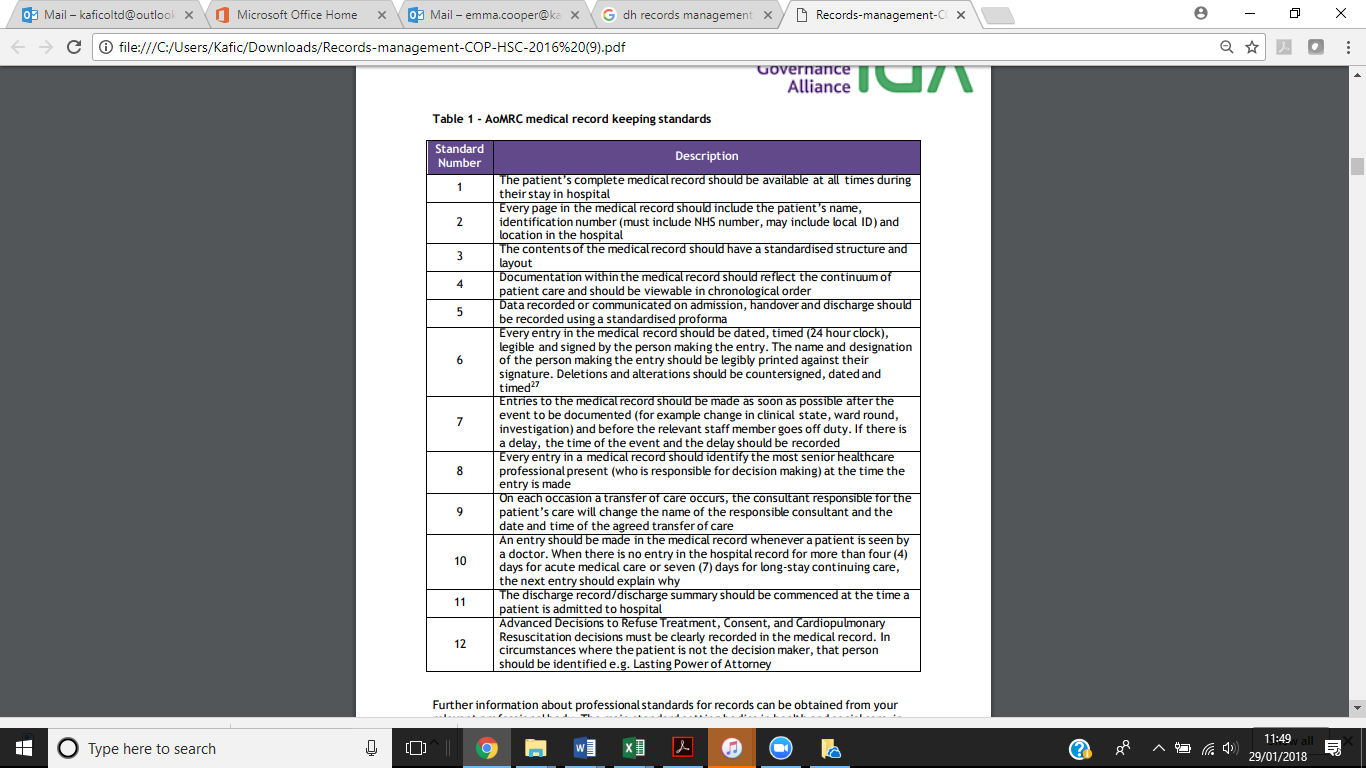 Mail – kaficoltd@outlook
Microsoft Office Home
Mail – emma.cooper@ka
dh records management
Records-management-C
file:///C:/Users/Kafic/Downloads/Records-management-COP-HSC-2016%20(9).pdf
Governance
Alliance
Table 1 - AoMRC medical record keeping standards
Standard
Number
Description
1
The patient's complete medical record should be available at all times during
their stay in hospital
2
Every page in the medical record should include the patient's name,
identification number (must include NHS number, may include local ID) and
location in the hospital
3
The contents of the medical record should have a standardised structure and
layout
4
Documentation within the medical record should reflect the continuum of
patient care and should be viewable in chronological order
5
Data recorded or communicated on admission, handover and discharge should
be recorded using a standardised proforma
6
Every entry in the medical record should be dated, timed (24 hour clock),
legible and signed by the person making the entry. The name and designation
of the person making the entry should be legibly printed against their
signature. Deletions and alterations should be countersigned, dated and
timed27
7
Entries to the medical record should be made as soon as possible after the
event to be documented (for example change in clinical state, ward round,
investigation) and before the relevant staff member goes off duty. If there is
a delay, the time of the event and the delay should be recorded
8
Every entry in a medical record should identify the most senior healthcare
professional present (who is responsible for decision making) at the time the
entry is made
9
On each occasion a transfer of care occurs, the consultant responsible for the
patient's care will change the name of the responsible consultant and the
date and time of the agreed transfer of care
10
An entry should be made in the medical record whenever a patient is seen by
a doctor. When there is no entry in the hospital record for more than four (4)
days for acute medical care or seven (7) days for long-stay continuing care,
the next entry should explain why
11
The discharge record/discharge summary should be commenced at the time a
patient is admitted to hospital
12
Advanced Decisions to Refuse Treatment, Consent, and Cardiopulmonary
Resuscitation decisions must be clearly recorded in the medical record. In
circumstances where the patient is not the decision maker, that person
should be identified e.g. Lasting Power of Attorney
Further information about professional standards for records can be obtained from your
Type here to search
11:49
29/01/2018